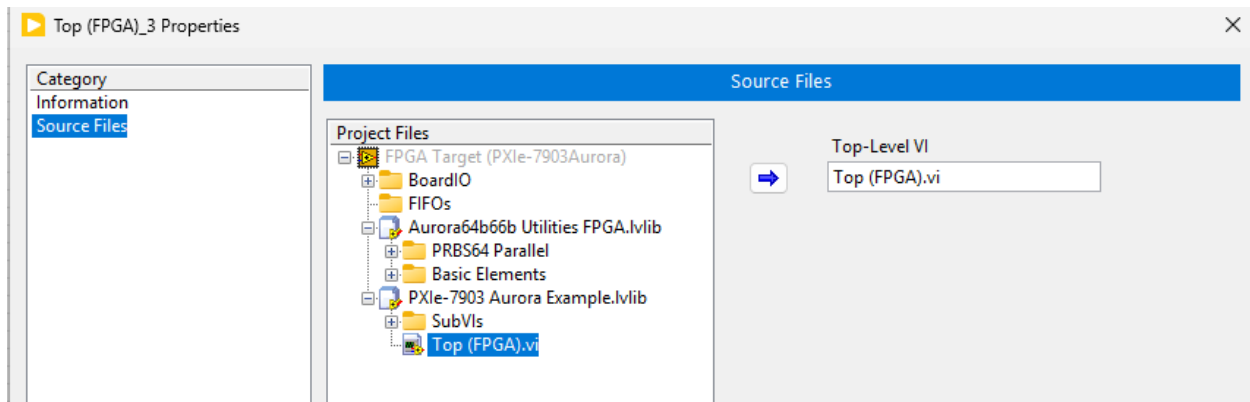 Top (FPGA)_3 Properties
Category
Information
Source Files
Source Files
Project Files
FPGA Target (PXIe-7903Aurora)
BoardIO
FIFOs
Aurora64b66b Utilities FPGA.lvlib
PRBS64 Parallel
Basic Elements
PXIe-7903 Aurora Example.lvlib
SubVIs
Top (FPGA).vi
Top-Level VI
Top (FPGA).vi